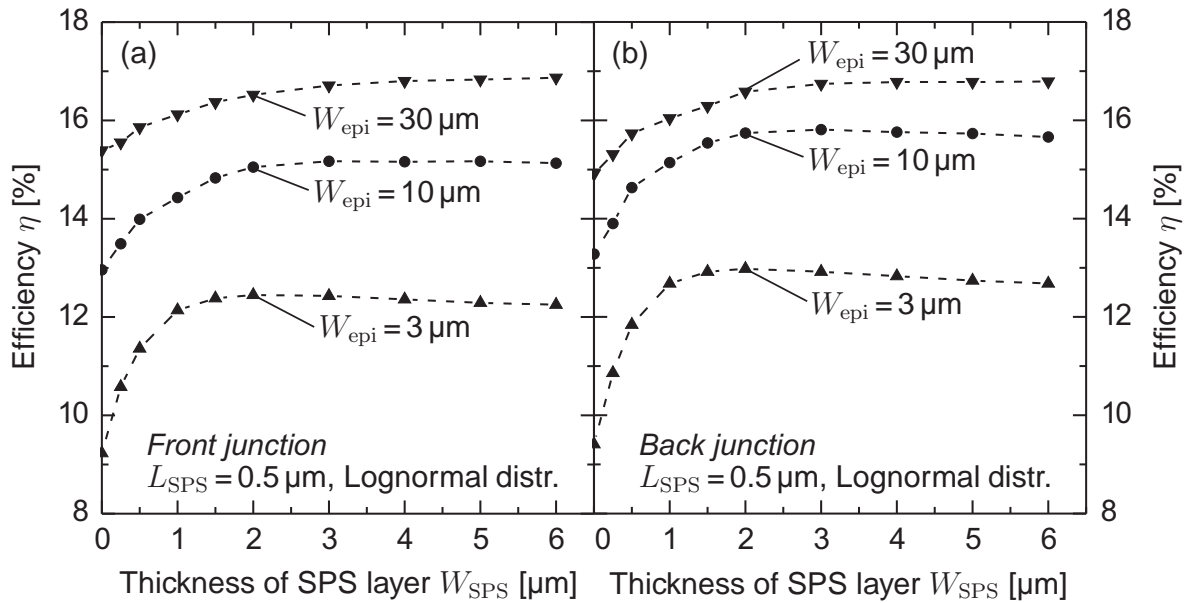 (a)
Efficiency η [%]
18
16
14
12
10
8
W_epi = 30 µm
W_epi = 10 µm
W_epi = 3 µm
Front junction
L_SPS = 0.5 µm, Lognormal distr.
0 1 2 3 4 5 6
Thickness of SPS layer W_SPS [µm]
(b)
W_epi = 30 µm
W_epi = 10 µm
W_epi = 3 µm
Back junction
L_SPS = 0.5 µm, Lognormal distr.
0 1 2 3 4 5 6
Thickness of SPS layer W_SPS [µm]
18
16
14
12
10
8
Efficiency η [%]